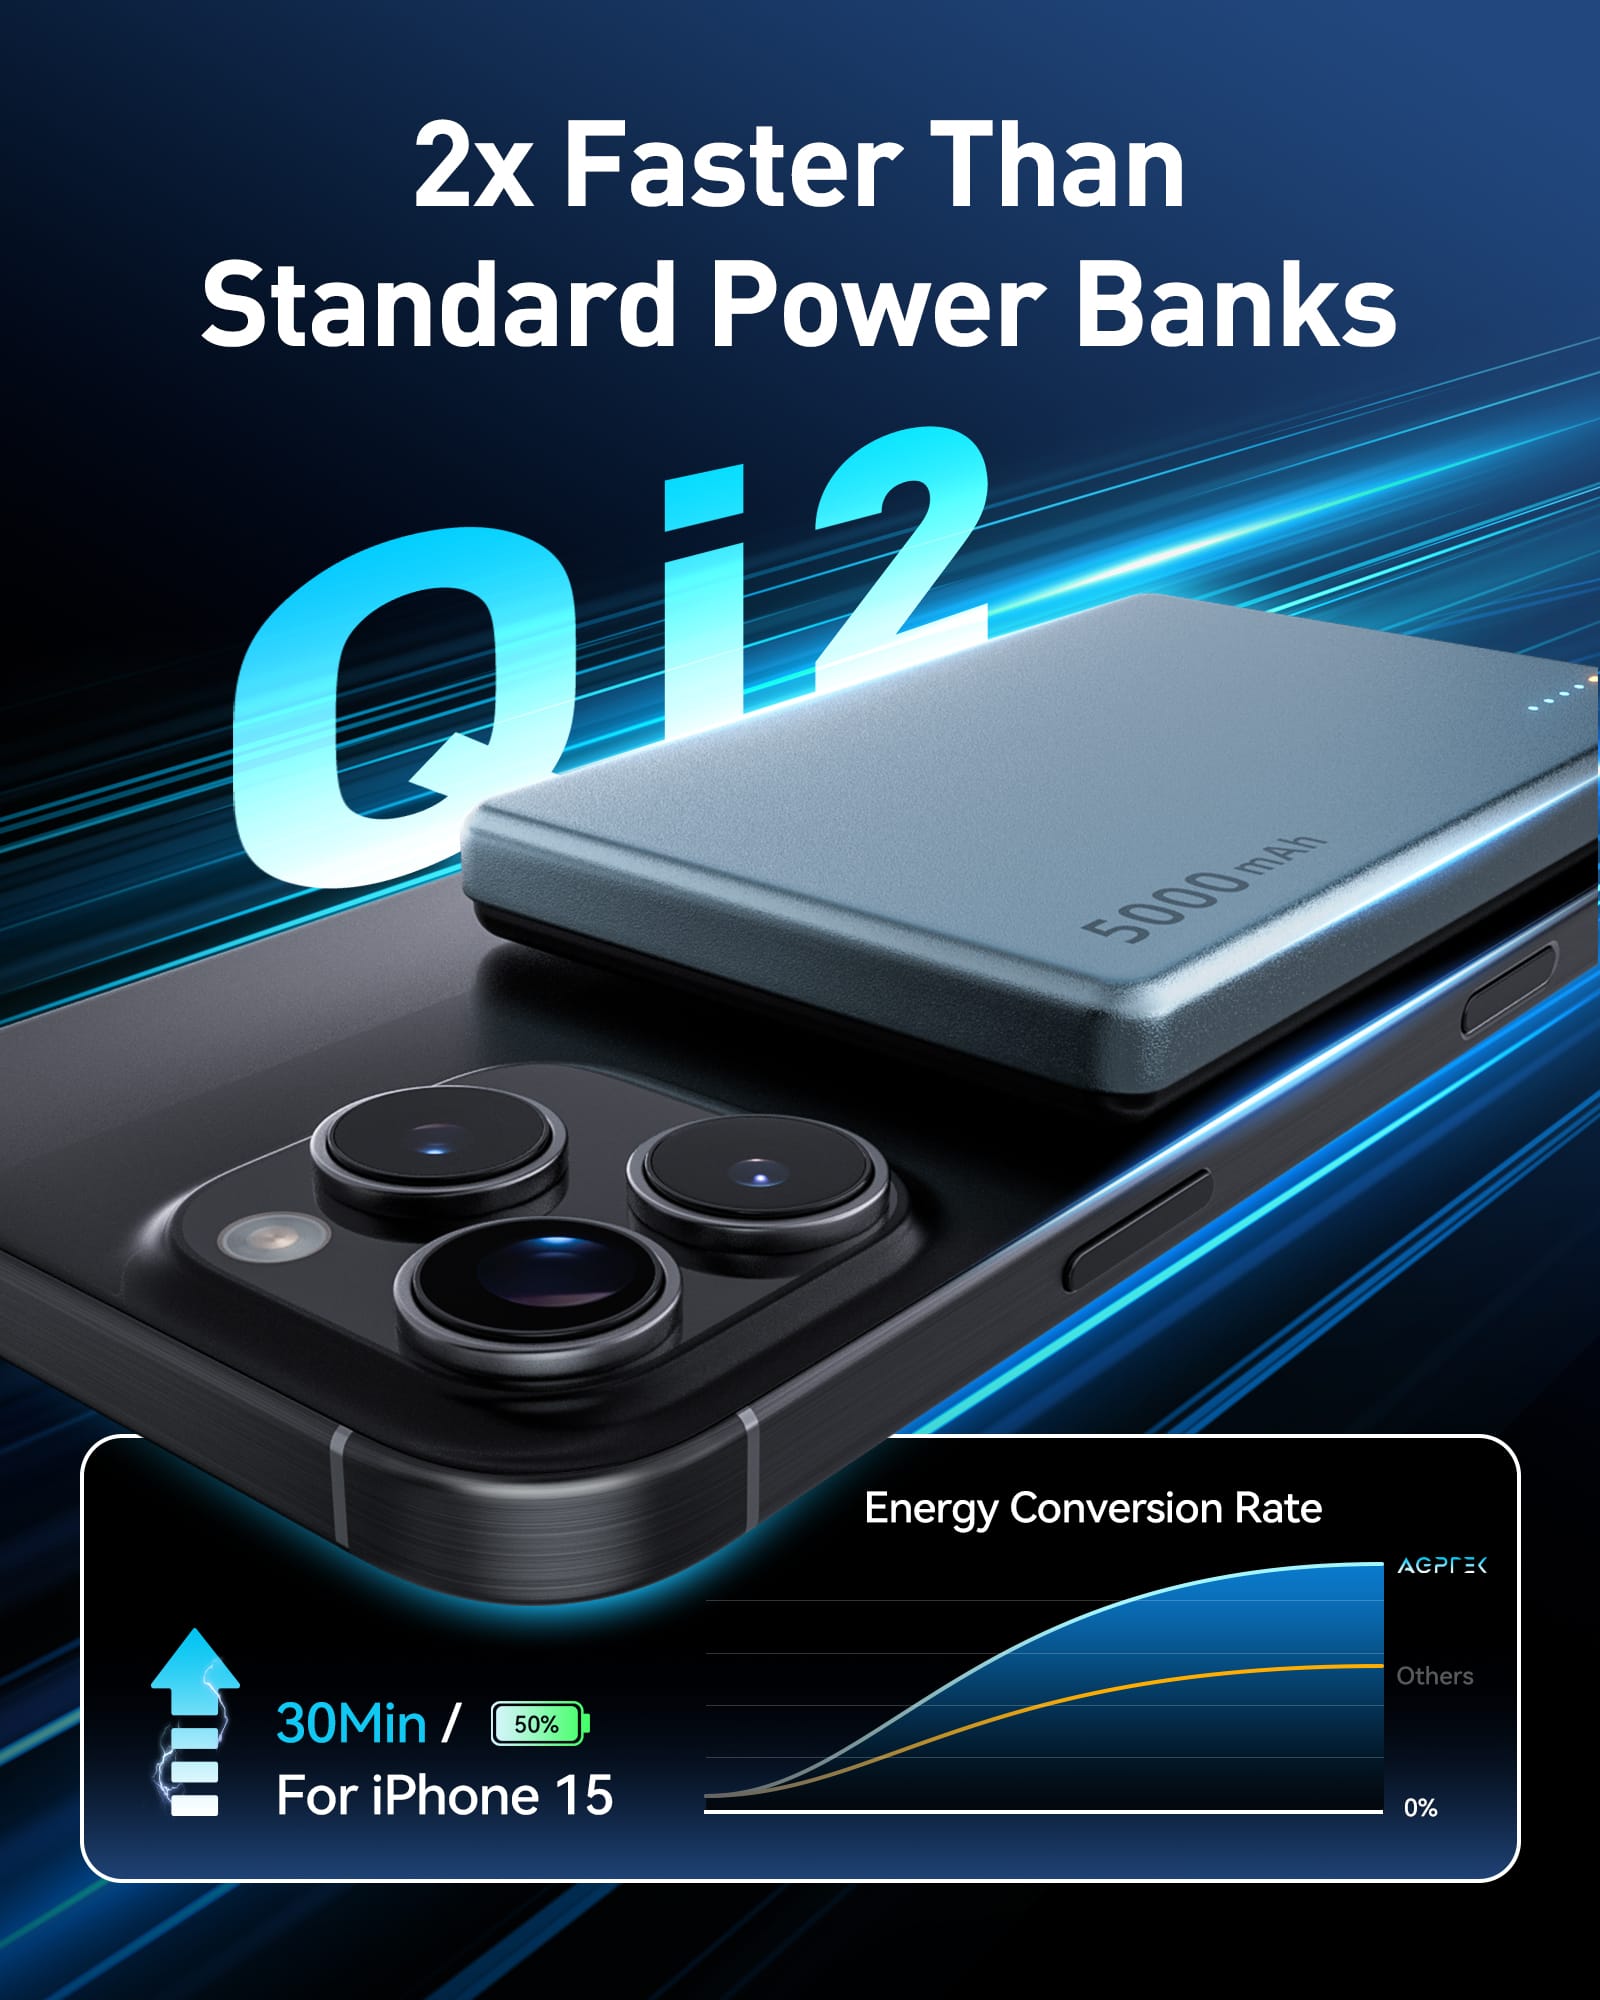 2x Faster Than
Standard Power Banks
Qi2
5000mAh
Energy Conversion Rate
AGPTEK
Others
0%
30Min / 50%
For iPhone 15